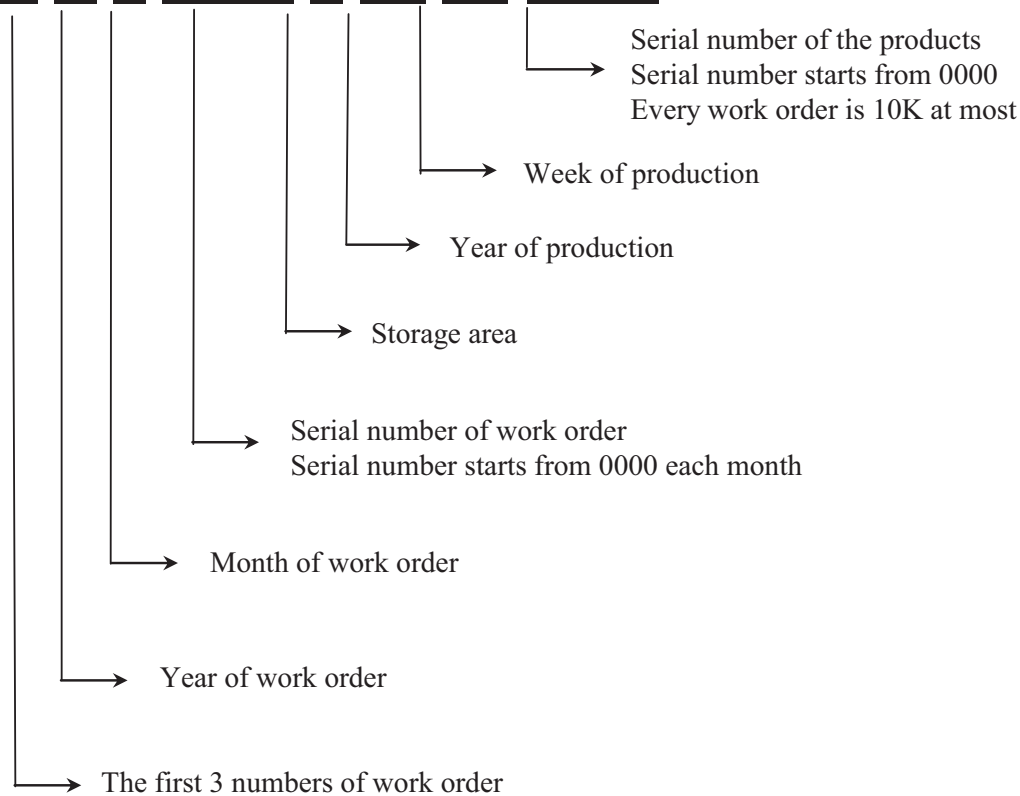 Serial number of the products
Serial number starts from 0000
Every work order is 10K at most
Week of production
Year of production
Storage area
Serial number of work order
Serial number starts from 0000 each month
Month of work order
Year of work order
The first 3 numbers of work order